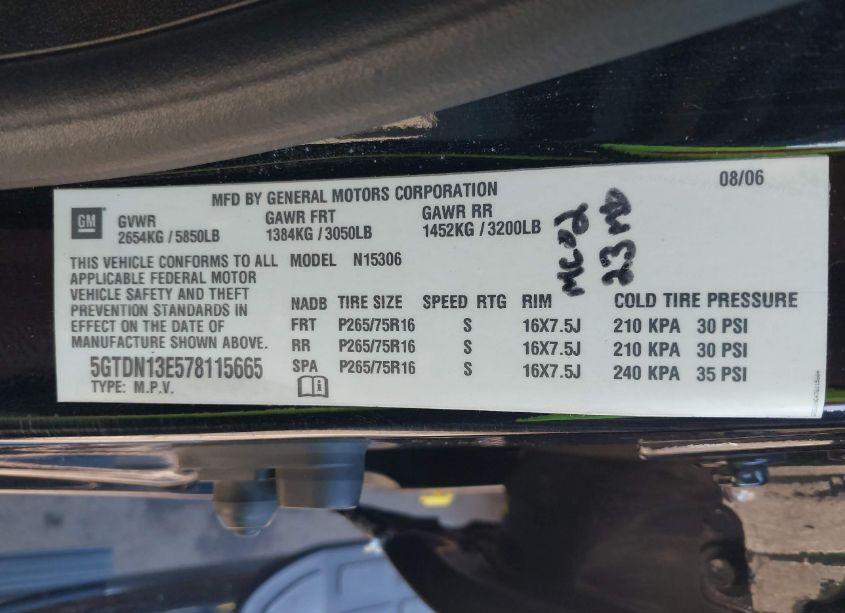 MFD BY GENERAL MOTORS CORPORATION 08/06
GM
GVWR GAWR FRT GAWR RR
2654KG / 5850LB 1384KG / 3050LB 1452KG / 3200LB
THIS VEHICLE CONFORMS TO ALL
APPLICABLE FEDERAL MOTOR
VEHICLE SAFETY AND THEFT
PREVENTION STANDARDS IN
EFFECT ON THE DATE OF
MANUFACTURE SHOWN ABOVE.
5GTDN13E578115665
TYPE: M.P.V.
MODEL N15306
NADB TIRE SIZE SPEED RTG RIM COLD TIRE PRESSURE
FRT P265/75R16 S 16X7.5J 210 KPA 30 PSI
RR P265/75R16 S 16X7.5J 210 KPA 30 PSI
SPA P265/75R16 S 16X7.5J 240 KPA 35 PSI